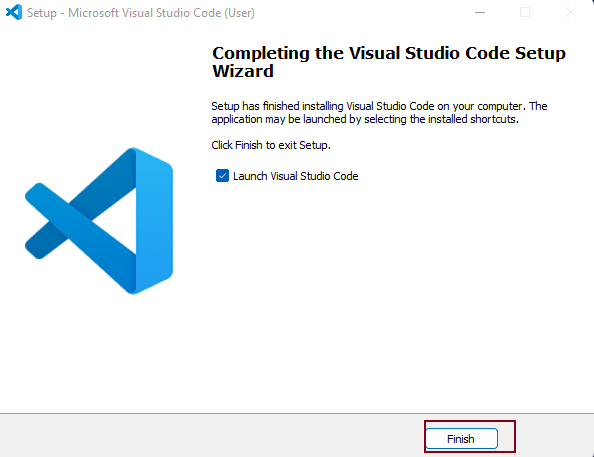 Setup - Microsoft Visual Studio Code (User)
Completing the Visual Studio Code Setup
Wizard
Setup has finished installing Visual Studio Code on your computer. The
application may be launched by selecting the installed shortcuts.
Click Finish to exit Setup.
Launch Visual Studio Code
Finish